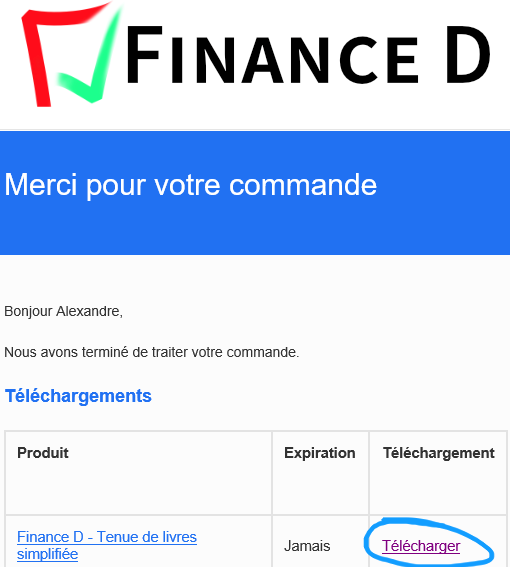 FINANCE D
Merci pour votre commande
Bonjour Alexandre,
Nous avons terminé de traiter votre commande.
Téléchargements
Produit Expiration Téléchargement
Finance D - Tenue de livres
simplifiée
Jamais
Télécharger